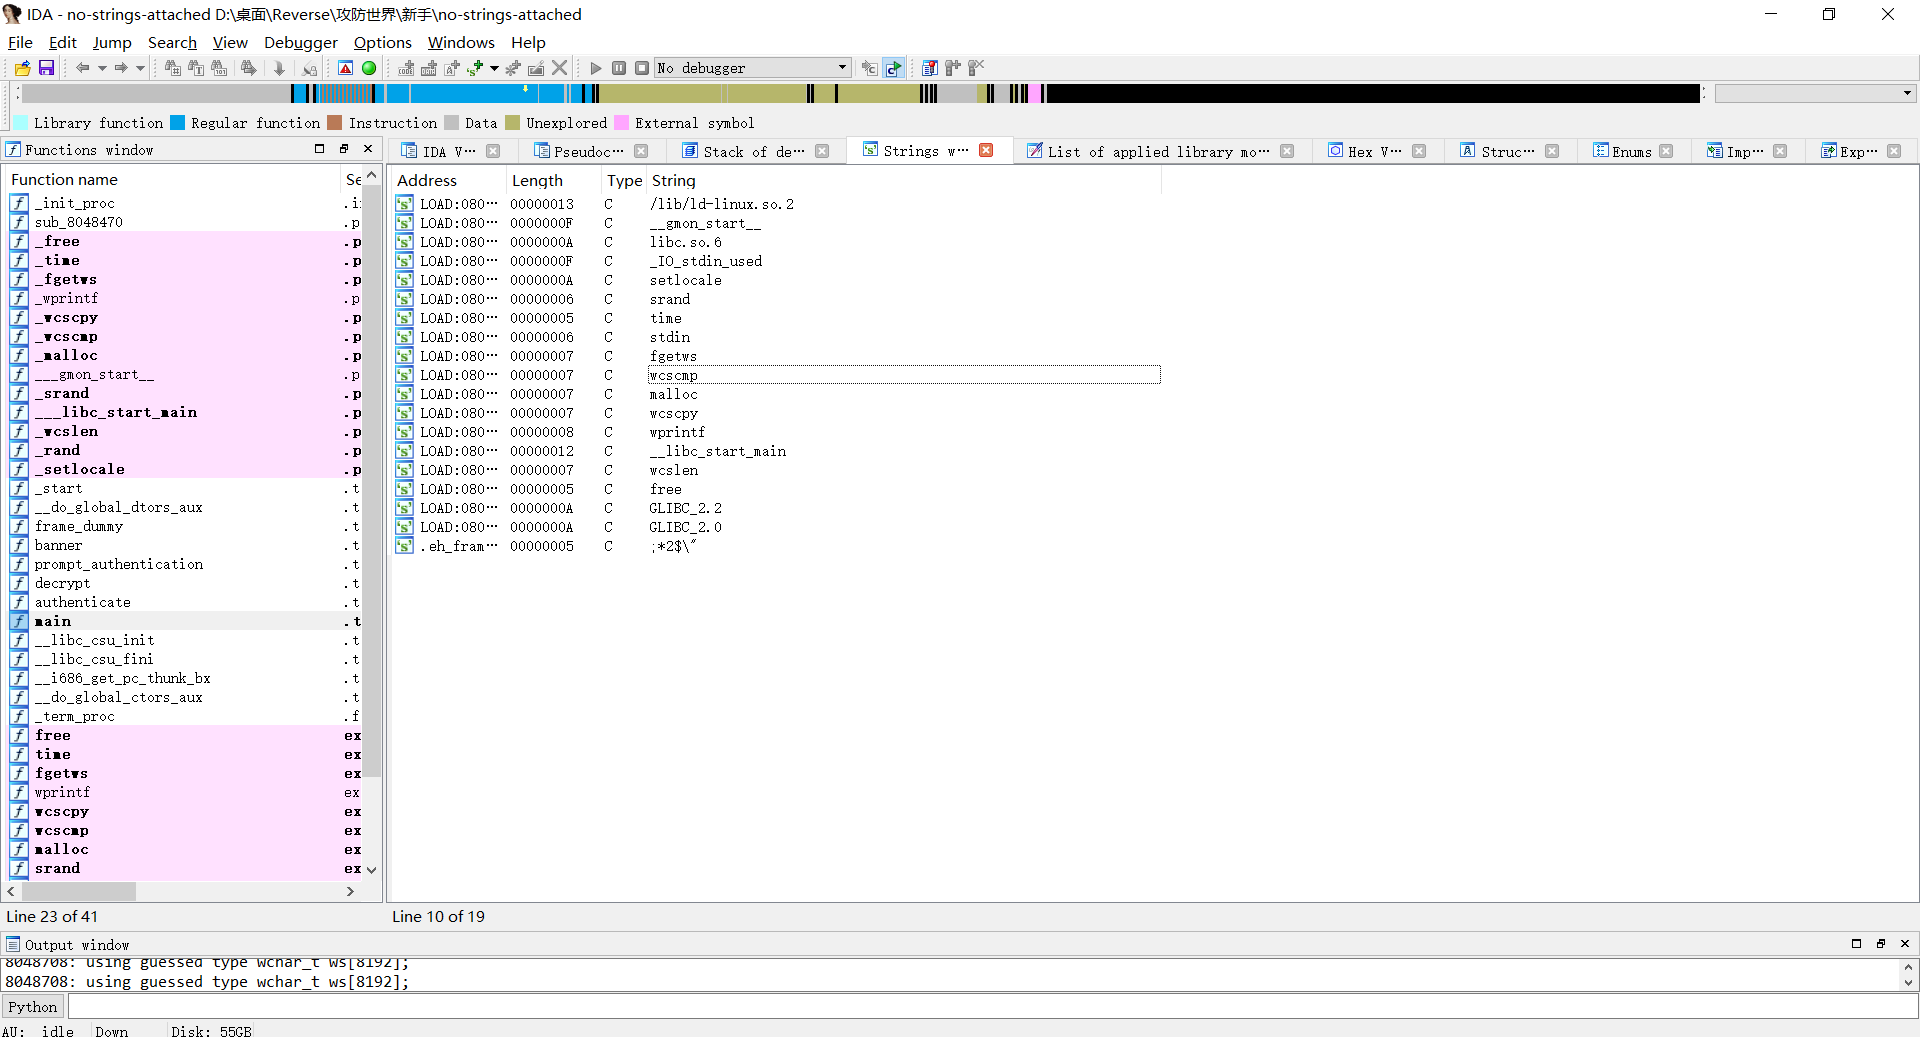 IDA - no-strings-attached D:\桌面\Reverse\攻防世界\新手\no-strings-attached
File Edit Jump Search View Debugger Options Windows Help
No debugger
Library function Regular function Instruction Data Unexplored External symbol
Functions window
IDA V… Pseudoc… Stack of de… Strings w… List of applied library mo… Hex V… Struc… Enums Imp… Exp…
Function name Se
_init_proc .i
sub_8048470 .p
_free .p
_time .p
_fgetws .p
_wprintf .p
_wcscpy .p
_wcscmp .p
_malloc .p
___gmon_start__ .p
_srand .p
___libc_start_main .p
_wcslen .p
_rand .p
_setlocale .p
_start .t
__do_global_dtors_aux .t
frame_dummy .t
banner .t
prompt_authentication .t
decrypt .t
authenticate .t
main .t
__libc_csu_init .t
__libc_csu_fini .t
__i686_get_pc_thunk_bx .t
__do_global_ctors_aux .t
_term_proc .f
free ex
time ex
fgetws ex
wprintf ex
wcscpy ex
wcscmp ex
malloc ex
srand ex
Line 23 of 41
Address Length Type String
LOAD:080… 00000013 C /lib/ld-linux.so.2
LOAD:080… 0000000F C __gmon_start__
LOAD:080… 0000000A C libc.so.6
LOAD:080… 0000000F C _IO_stdin_used
LOAD:080… 0000000A C setlocale
LOAD:080… 00000006 C srand
LOAD:080… 00000005 C time
LOAD:080… 00000006 C stdin
LOAD:080… 00000007 C fgetws
LOAD:080… 00000007 C wcscmp
LOAD:080… 00000007 C malloc
LOAD:080… 00000007 C wcscpy
LOAD:080… 00000008 C wprintf
LOAD:080… 00000012 C __libc_start_main
LOAD:080… 00000007 C wcslen
LOAD:080… 00000005 C free
LOAD:080… 0000000A C GLIBC_2.2
LOAD:080… 0000000A C GLIBC_2.0
.eh_fram… 00000005 C ;*2$\"
Line 10 of 19
Output window
8048708: using guessed type wchar_t ws[8192];
8048708: using guessed type wchar_t ws[8192];
Python
AU: idle Down Disk: 55GB